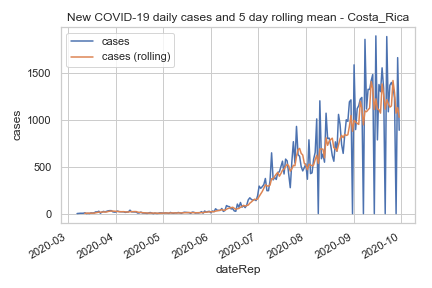 New COVID-19 daily cases and 5 day rolling mean - Costa_Rica
cases
cases (rolling)
cases
1500
1000
500
0
2020-03
2020-04
2020-05
2020-06
2020-07
2020-08
2020-09
2020-10
dateRep